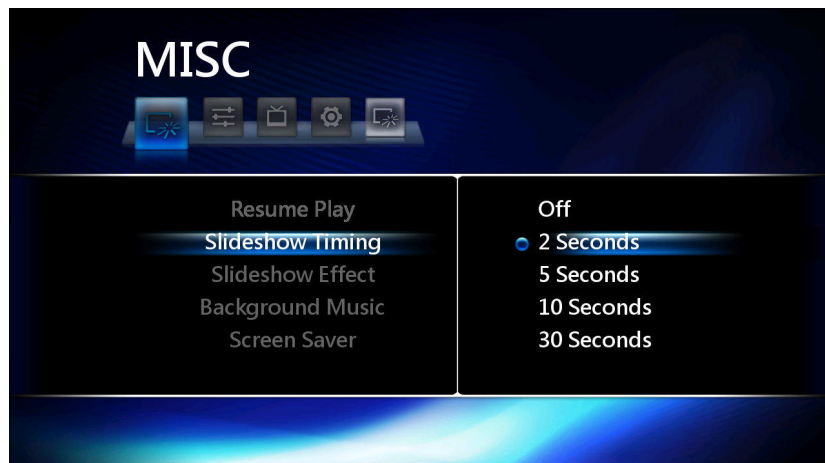 MISC
Resume Play
Slideshow Timing
Slideshow Effect
Background Music
Screen Saver
Off
2 Seconds
5 Seconds
10 Seconds
30 Seconds